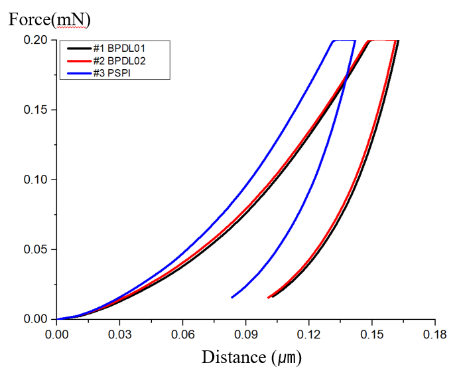 Force(mN)
0.20
#1 BPDL01
#2 BPDL02
#3 PSPI
0.15
0.10
0.05
0.00
0.00 0.03 0.06 0.09 0.12 0.15 0.18
Distance (㎛)